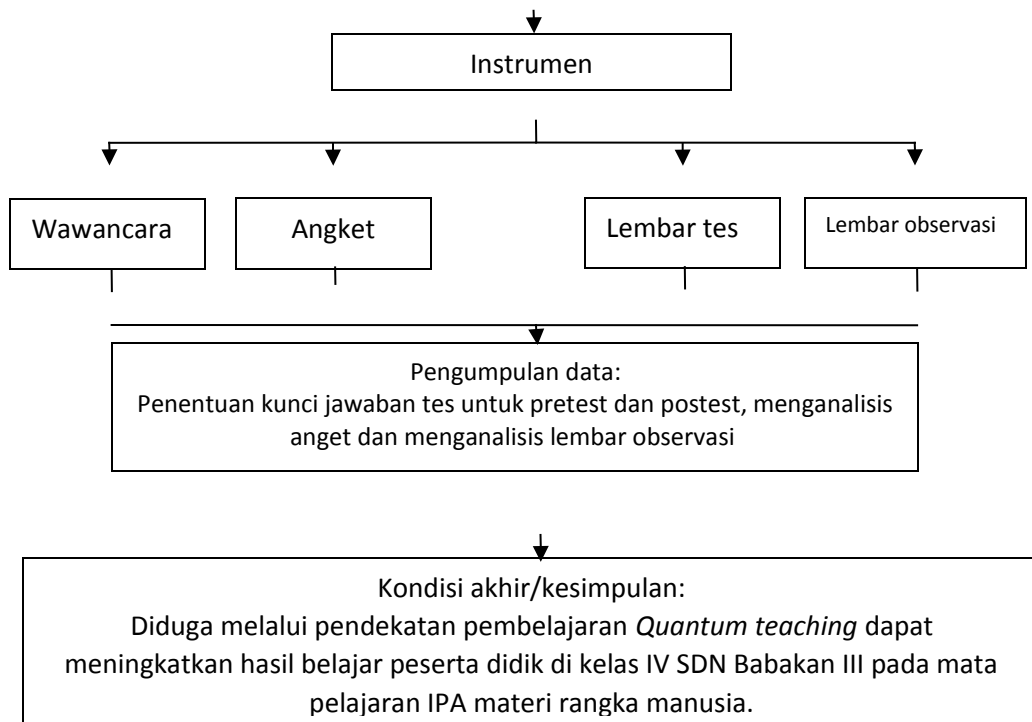 Instrumen
Wawancara
Angket
Lembar tes
Lembar observasi
Pengumpulan data:
Penentuan kunci jawaban tes untuk pretest dan postest, menganalisis
anget dan menganalisis lembar observasi
Kondisi akhir/kesimpulan:
Diduga melalui pendekatan pembelajaran Quantum teaching dapat
meningkatkan hasil belajar peserta didik di kelas IV SDN Babakan III pada mata
pelajaran IPA materi rangka manusia.